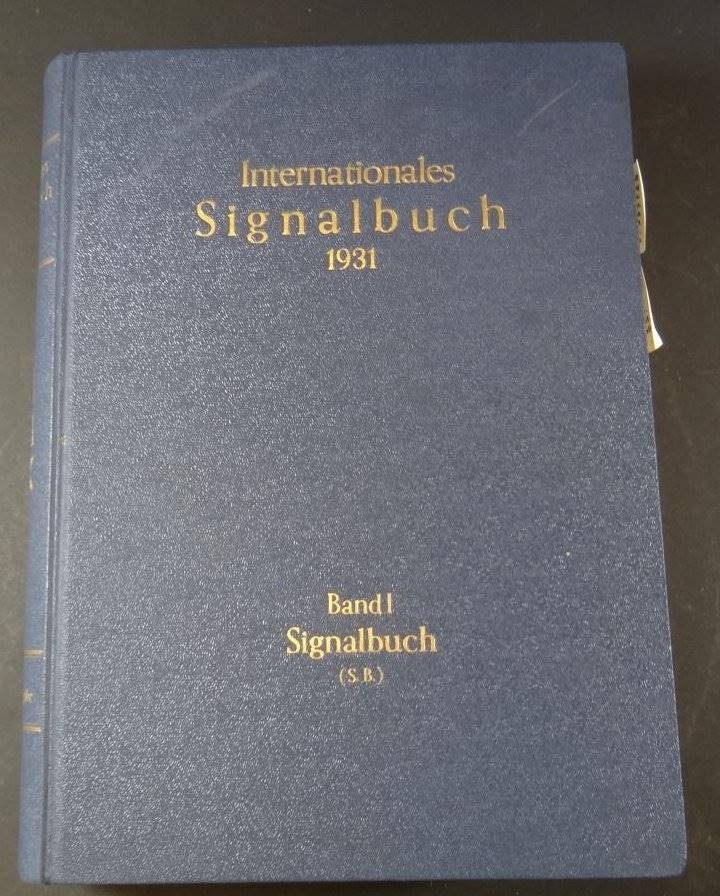 Internationales
Signalbuch
1931
Band I
Signalbuch
(S.B.)